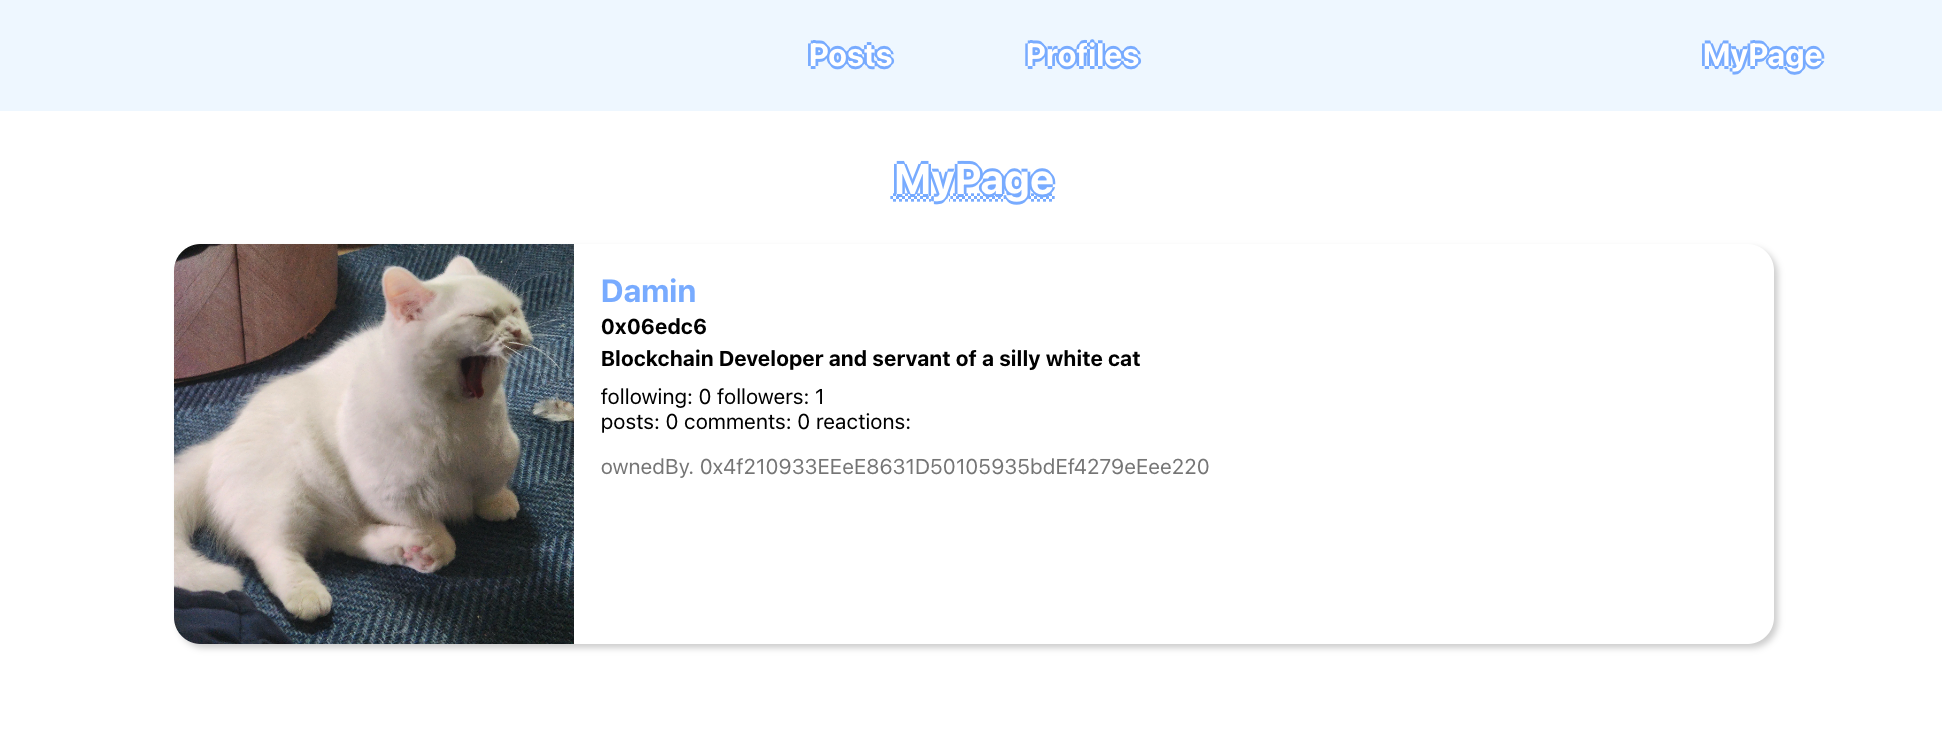 Posts Profiles MyPage
MyPage
Damin
0x06edc6
Blockchain Developer and servant of a silly white cat
following: 0 followers: 1
posts: 0 comments: 0 reactions:
ownedBy. 0x4f210933EEeE8631D50105935bdEf4279eEee220